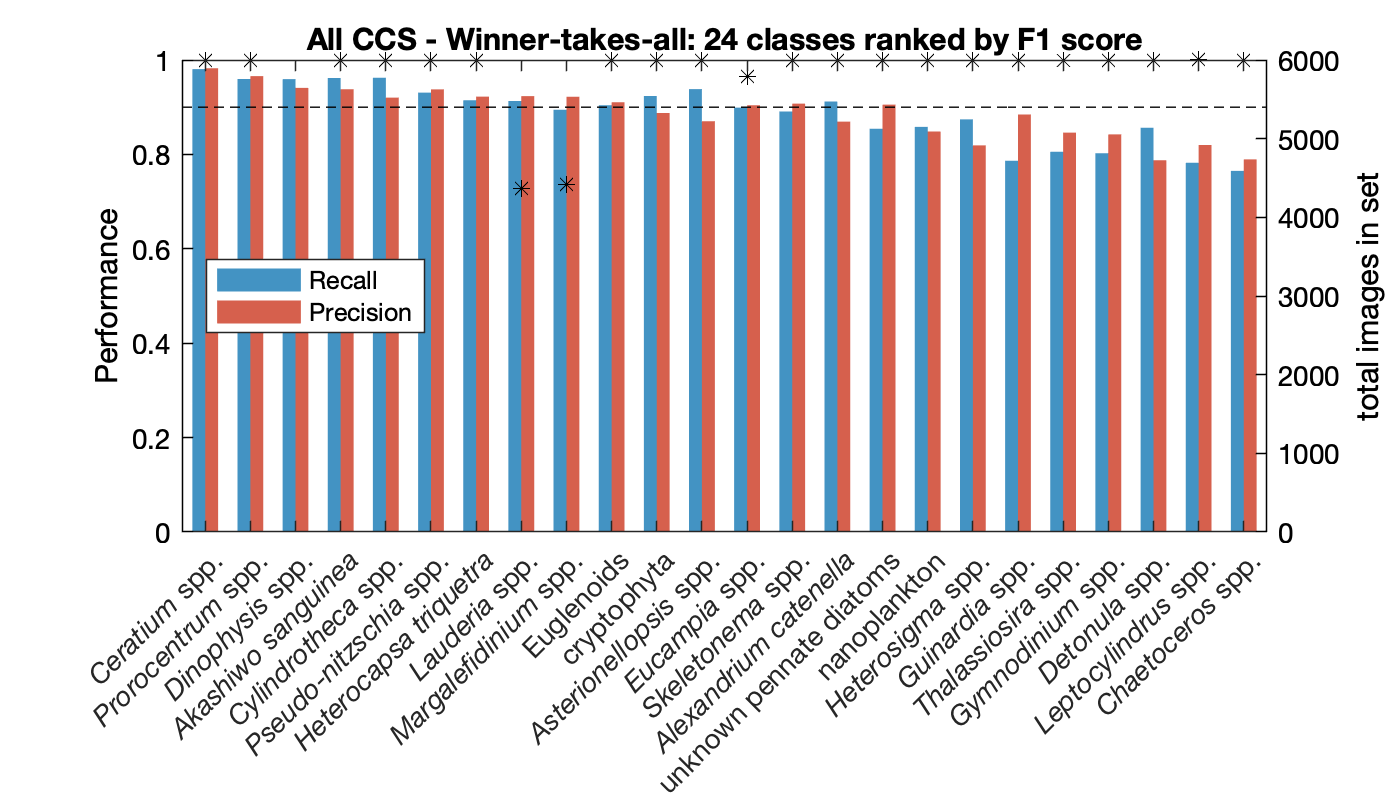 All CCS - Winner-takes-all: 24 classes ranked by F1 score
Performance
1
0.8
0.6
0.4
0.2
0
Recall
Precision
6000
5000
4000
3000
2000
1000
0
total images in set
Ceratium spp.
Prorocentrum spp.
Dinophysis spp.
Akashiwo sanguinea
Cylindrotheca spp.
Pseudo-nitzschia spp.
Heterocapsa triquetra
Lauderia spp.
Margalefidinium spp.
Euglenoids
cryptophyta
Asterionellopsis spp.
Eucampia spp.
Skeletonema spp.
Alexandrium catenella
unknown pennate diatoms
nanoplankton
Heterosigma spp.
Guinardia spp.
Thalassiosira spp.
Gymnodinium spp.
Detonula spp.
Leptocylindrus spp.
Chaetoceros spp.